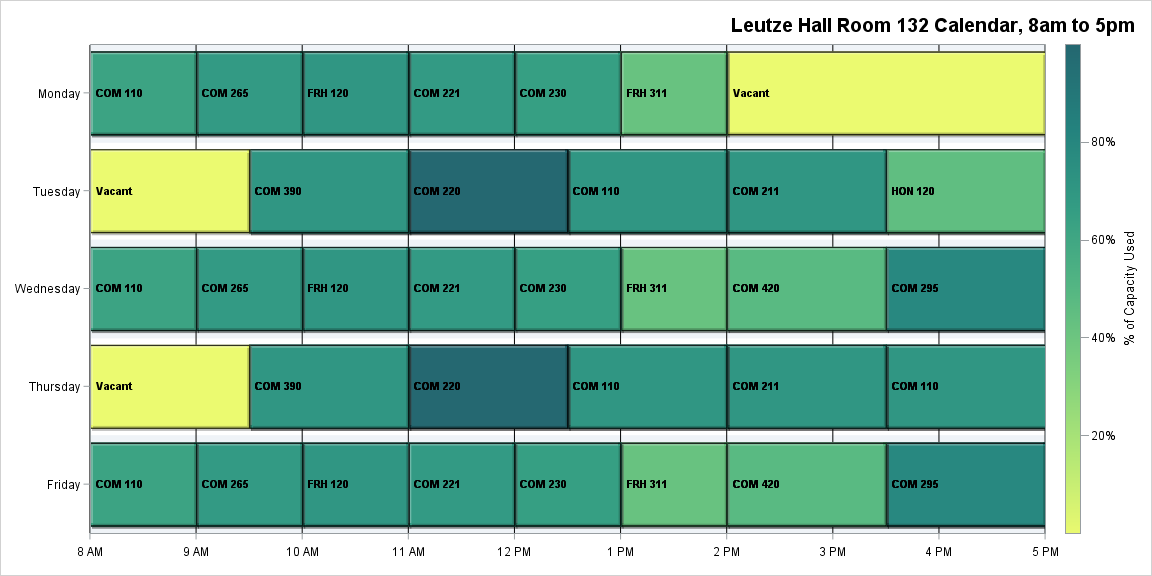 Leutze Hall Room 132 Calendar, 8am to 5pm
Monday
COM 110
COM 265
FRH 120
COM 221
COM 230
FRH 311
Vacant
Tuesday
Vacant
COM 390
COM 220
COM 110
COM 211
HON 120
Wednesday
COM 110
COM 265
FRH 120
COM 221
COM 230
FRH 311
COM 420
COM 295
Thursday
Vacant
COM 390
COM 220
COM 110
COM 211
COM 110
Friday
COM 110
COM 265
FRH 120
COM 221
COM 230
FRH 311
COM 420
COM 295
8 AM
9 AM
10 AM
11 AM
12 PM
1 PM
2 PM
3 PM
4 PM
5 PM
80%
60%
40%
20%
% of Capacity Used